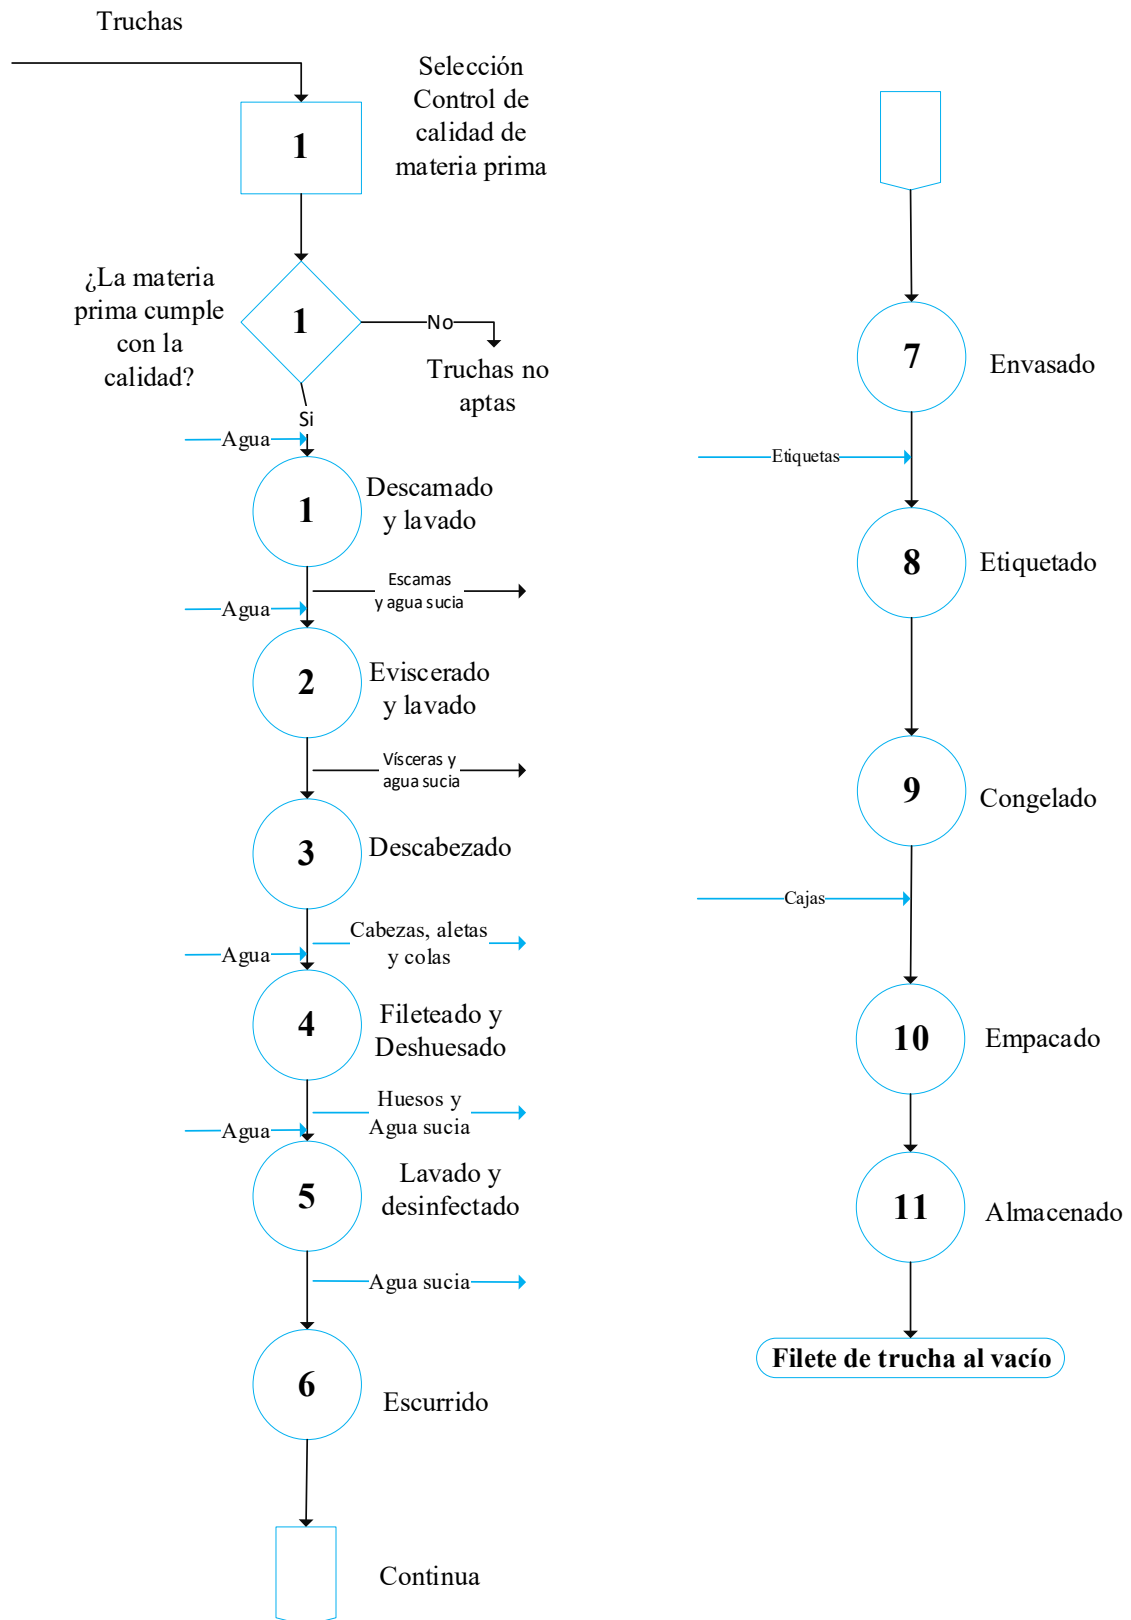 Truchas
1
Selección
Control de
calidad de
materia prima
¿La materia
prima cumple
con la
calidad?
1
No
Truchas no
aptas
Si
Agua
1
Descamado
y lavado
Escamas
y agua sucia
Agua
2
Eviscerado
y lavado
Vísceras y
agua sucia
3
Descabezado
Cabezas, aletas
y colas
Agua
4
Fileteado y
Deshuesado
Huesos y
Agua sucia
Agua
5
Lavado y
desinfectado
Agua sucia
6
Escurrido
Continua
7
Envasado
Etiquetas
8
Etiquetado
9
Congelado
Cajas
10
Empacado
11
Almacenado
Filete de trucha al vacío